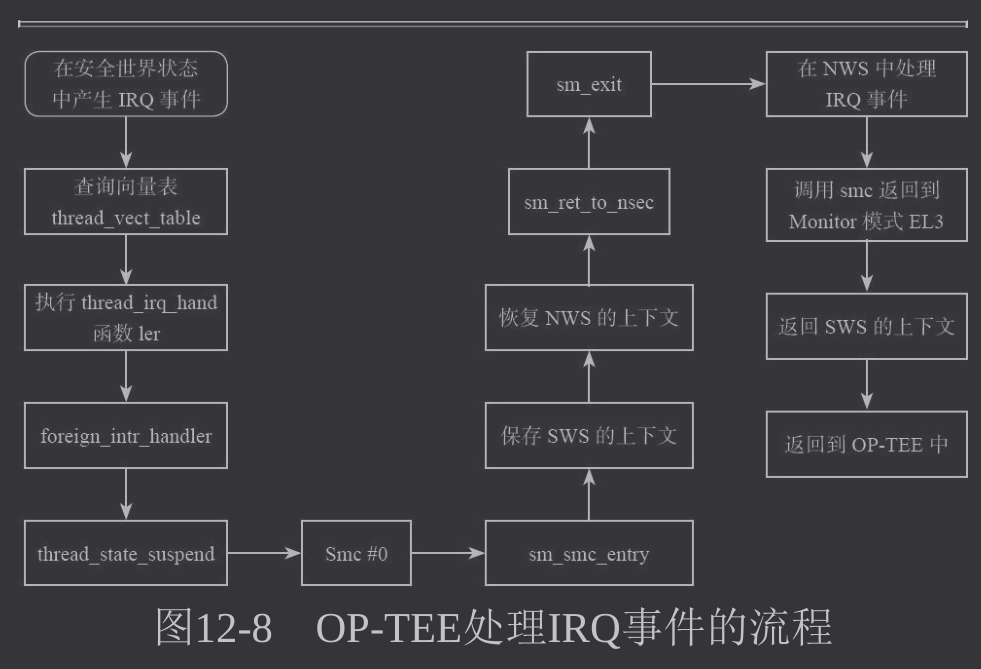 在安全世界状态
中产生 IRQ 事件
查询向量表
thread_vect_table
执行 thread_irq_hand
函数 ler
foreign_intr_handler
thread_state_suspend
Smc #0
sm_smc_entry
保存 SWS 的上下文
恢复 NWS 的上下文
sm_ret_to_nsec
sm_exit
在 NWS 中处理
IRQ 事件
调用 smc 返回到
Monitor 模式 EL3
返回 SWS 的上下文
返回到 OP-TEE 中
图12-8 OP-TEE处理IRQ事件的流程